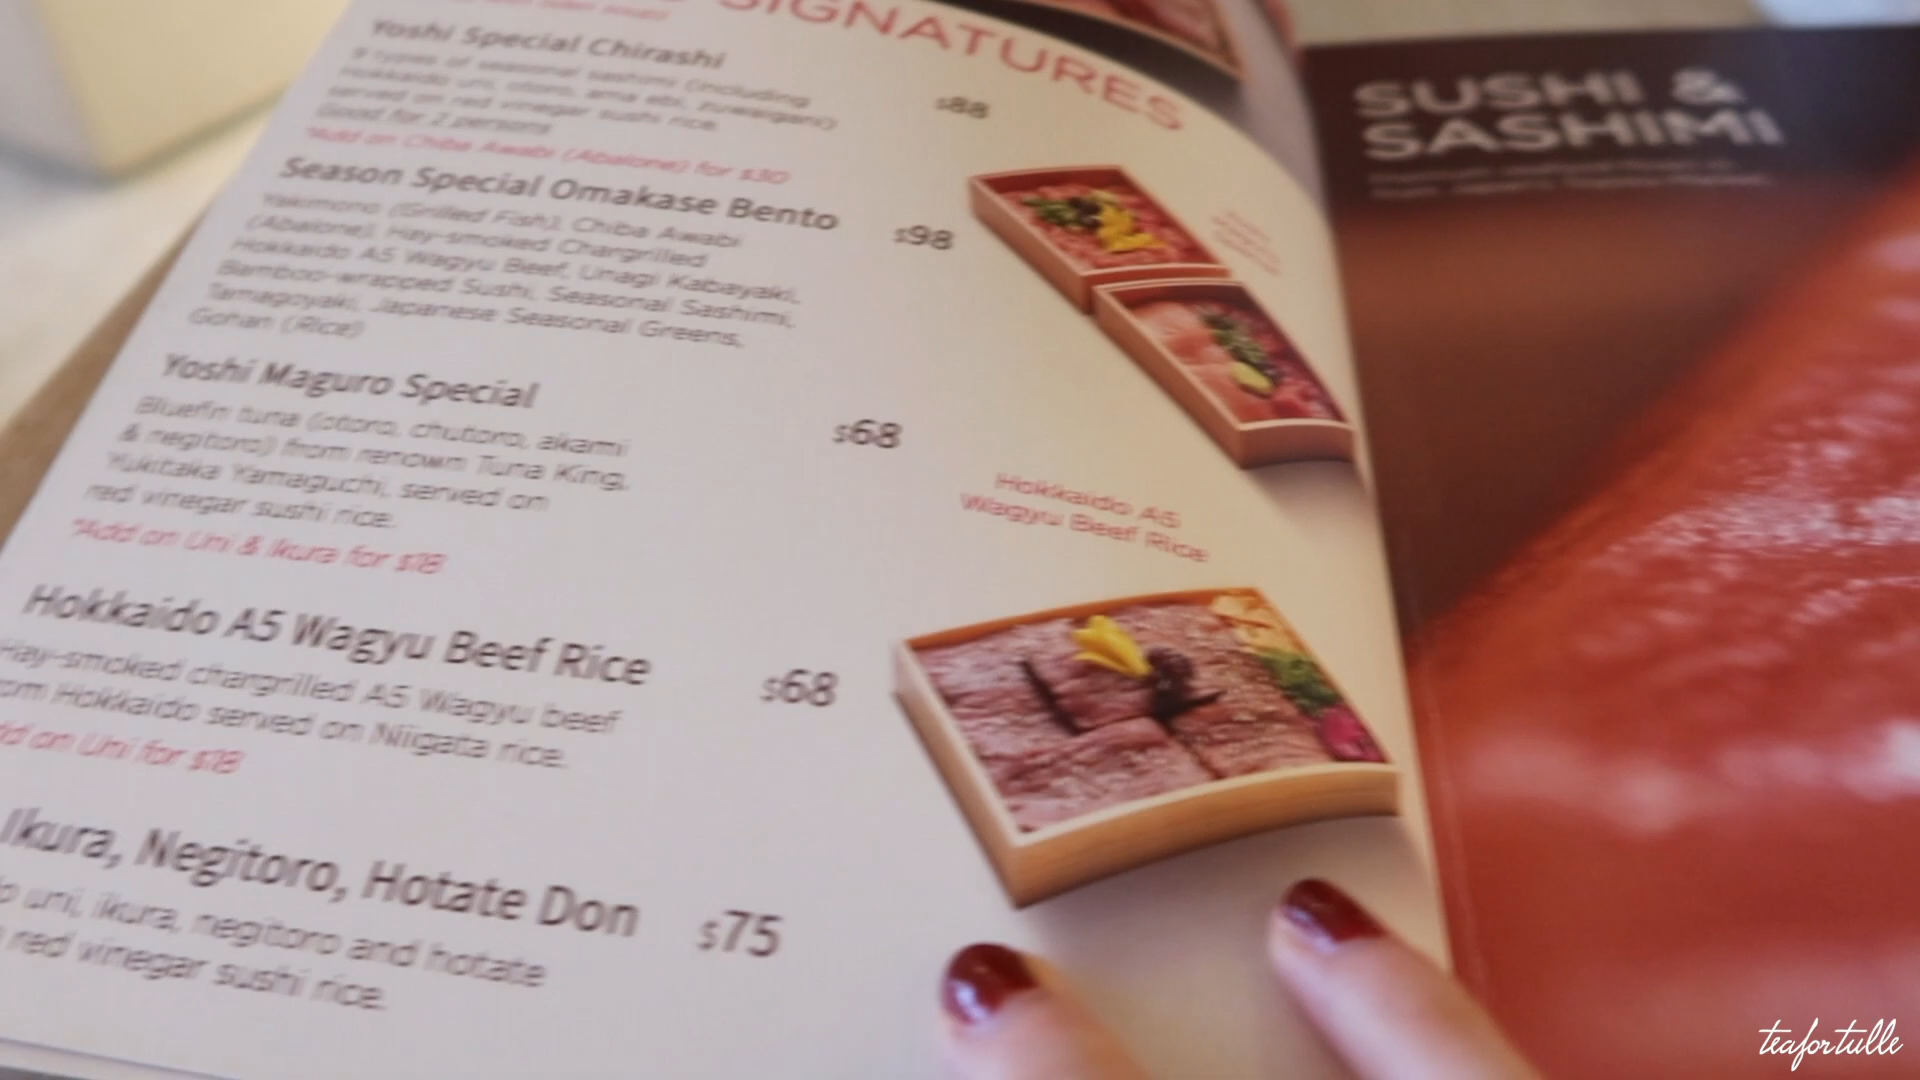 SIGNATURES
Yoshi Special Chirashi
$88
9 types of seasonal sashimi (including
Hokkaido uni, otoro, ama ebi, zuwaigani)
served on red vinegar sushi rice.
Good for 2 persons
*Add on Chiba Awabi (Abalone) for $30
Season Special Omakase Bento
$98
Yakimono (Grilled Fish), Chiba Awabi
(Abalone), Hay-smoked Chargrilled
Hokkaido A5 Wagyu Beef, Unagi Kabayaki,
Bamboo-wrapped Sushi, Seasonal Sashimi,
Tamagoyaki, Japanese Seasonal Greens,
Gohan (Rice)
Yoshi Maguro Special
$68
Bluefin tuna (otoro, chutoro, akami
& negitoro) from renown Tuna King,
Yukitaka Yamaguchi, served on
red vinegar sushi rice.
*Add on Uni & Ikura for $18
Hokkaido A5 Wagyu Beef Rice
$68
Hay-smoked chargrilled A5 Wagyu beef
om Hokkaido served on Niigata rice.
dd on Uni for $18
Ikura, Negitoro, Hotate Don
$75
o uni, ikura, negitoro and hotate
red vinegar sushi rice.
Hokkaido A5
Wagyu Beef Rice
SUSHI &
SASHIMI
teafortulle